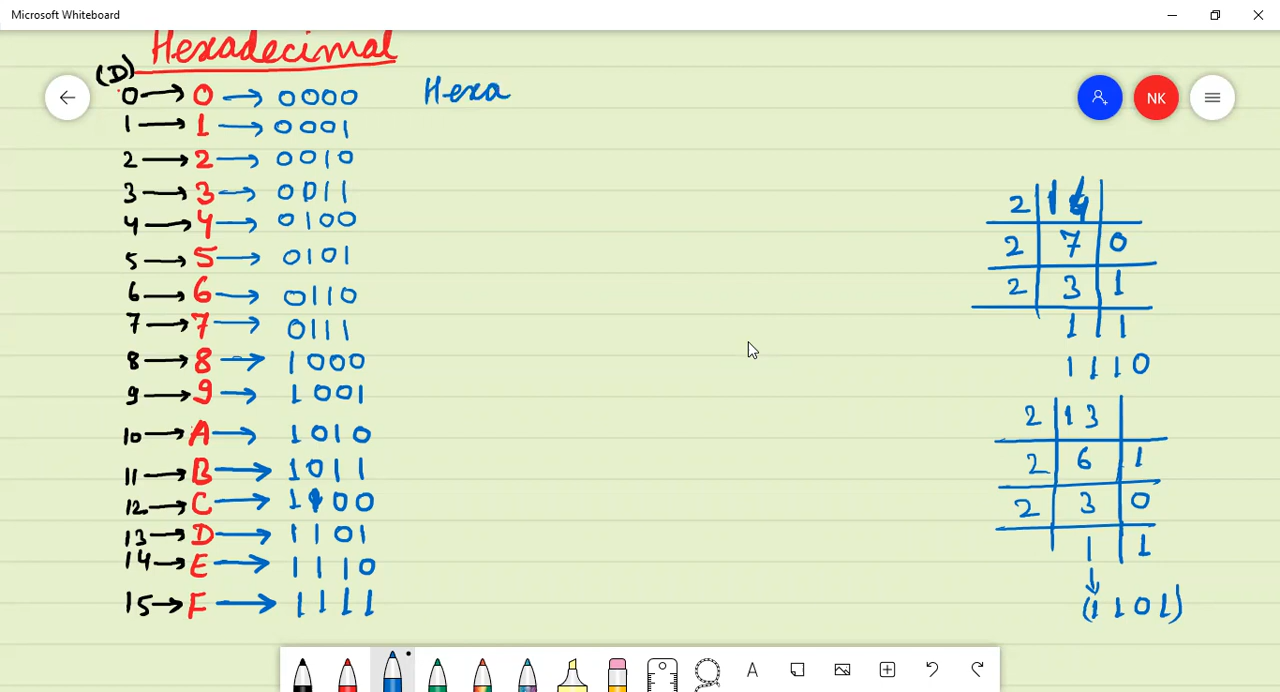 Microsoft Whiteboard
Hexadecimal
(D)
0 → 0 → 0000 Hexa
1 → 1 → 0001
2 → 2 → 0010
3 → 3 → 0011
4 → 4 → 0100
5 → 5 → 0101
6 → 6 → 0110
7 → 7 → 0111
8 → 8 → 1000
9 → 9 → 1001
10 → A → 1010
11 → B → 1011
12 → C → 1100
13 → D → 1101
14 → E → 1110
15 → F → 1111
NK
2 | 14 |
2 | 7 | 0
2 | 3 | 1
1 | 1
1110
2 | 13
2 | 6 | 1
2 | 3 | 0
| 1 | 1
↓
(1101)
A